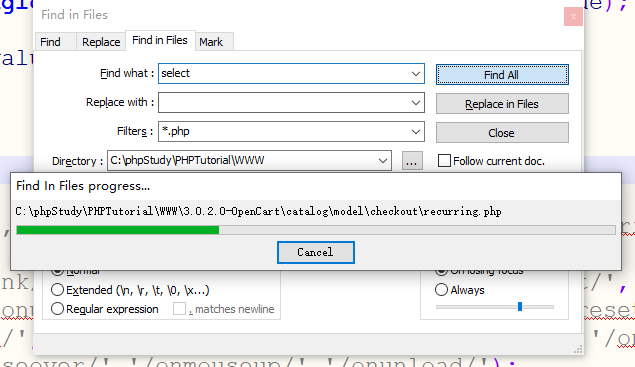 de);
Find in Files
x
Find Replace Find in Files Mark
Find what : select Find All
Replace with : Replace in Files
Filters : *.php Close
Directory : C:\phpStudy\PHPTutorial\WWW ... Follow current doc.
Find In Files progress...
C:\phpStudy\PHPTutorial\WWW\3.0.2.0-OpenCart\catalog\model\checkout\recurring.php
Cancel
Normal On losing focus
Extended (\n, \r, \t, \0, \x...) Always
Regular expression . matches newline